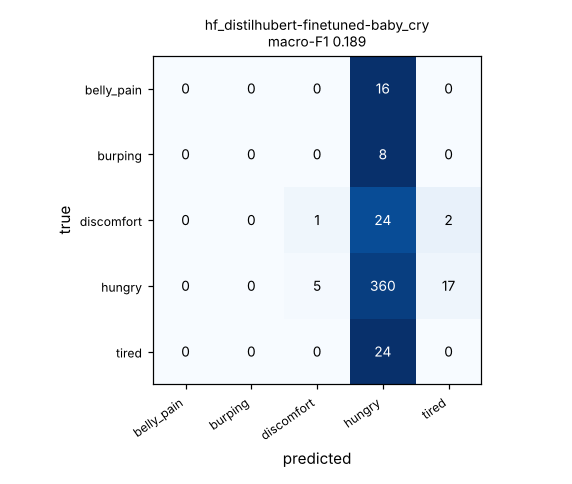 hf_distilhubert-finetuned-baby_cry
macro-F1 0.189
belly_pain 0 0 0 16 0
burping 0 0 0 8 0
discomfort 0 0 1 24 2
hungry 0 0 5 360 17
tired 0 0 0 24 0
true
belly_pain burping discomfort hungry tired
predicted